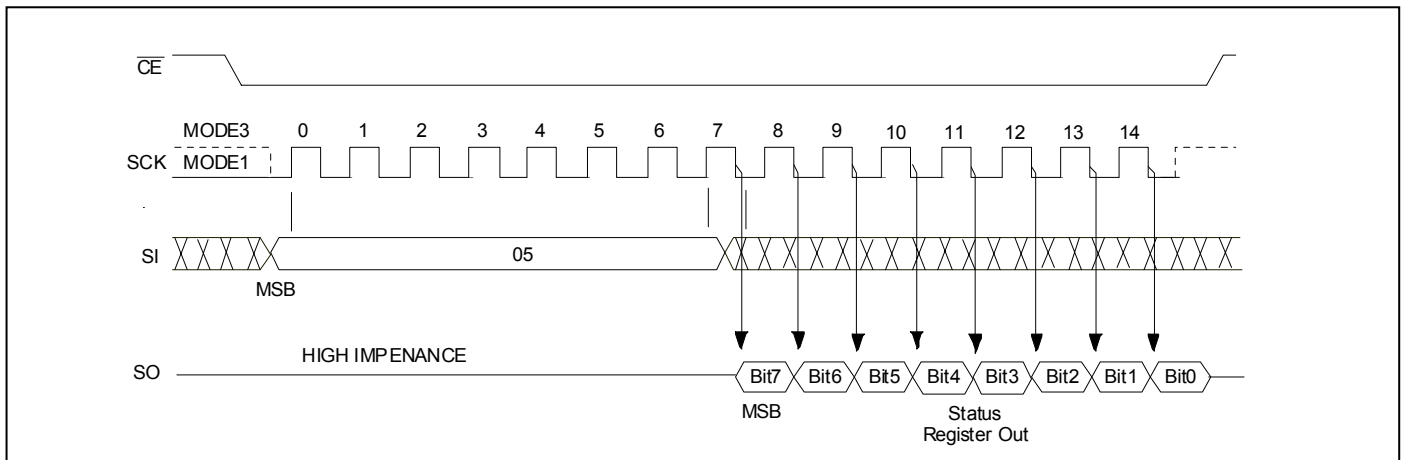 CE
MODE3 0 1 2 3 4 5 6 7 8 9 10 11 12 13 14
SCK MODE1
SI 05
MSB
HIGH IMPENANCE
SO Bit7 Bit6 Bit5 Bit4 Bit3 Bit2 Bit1 Bit0
MSB Status
Register Out